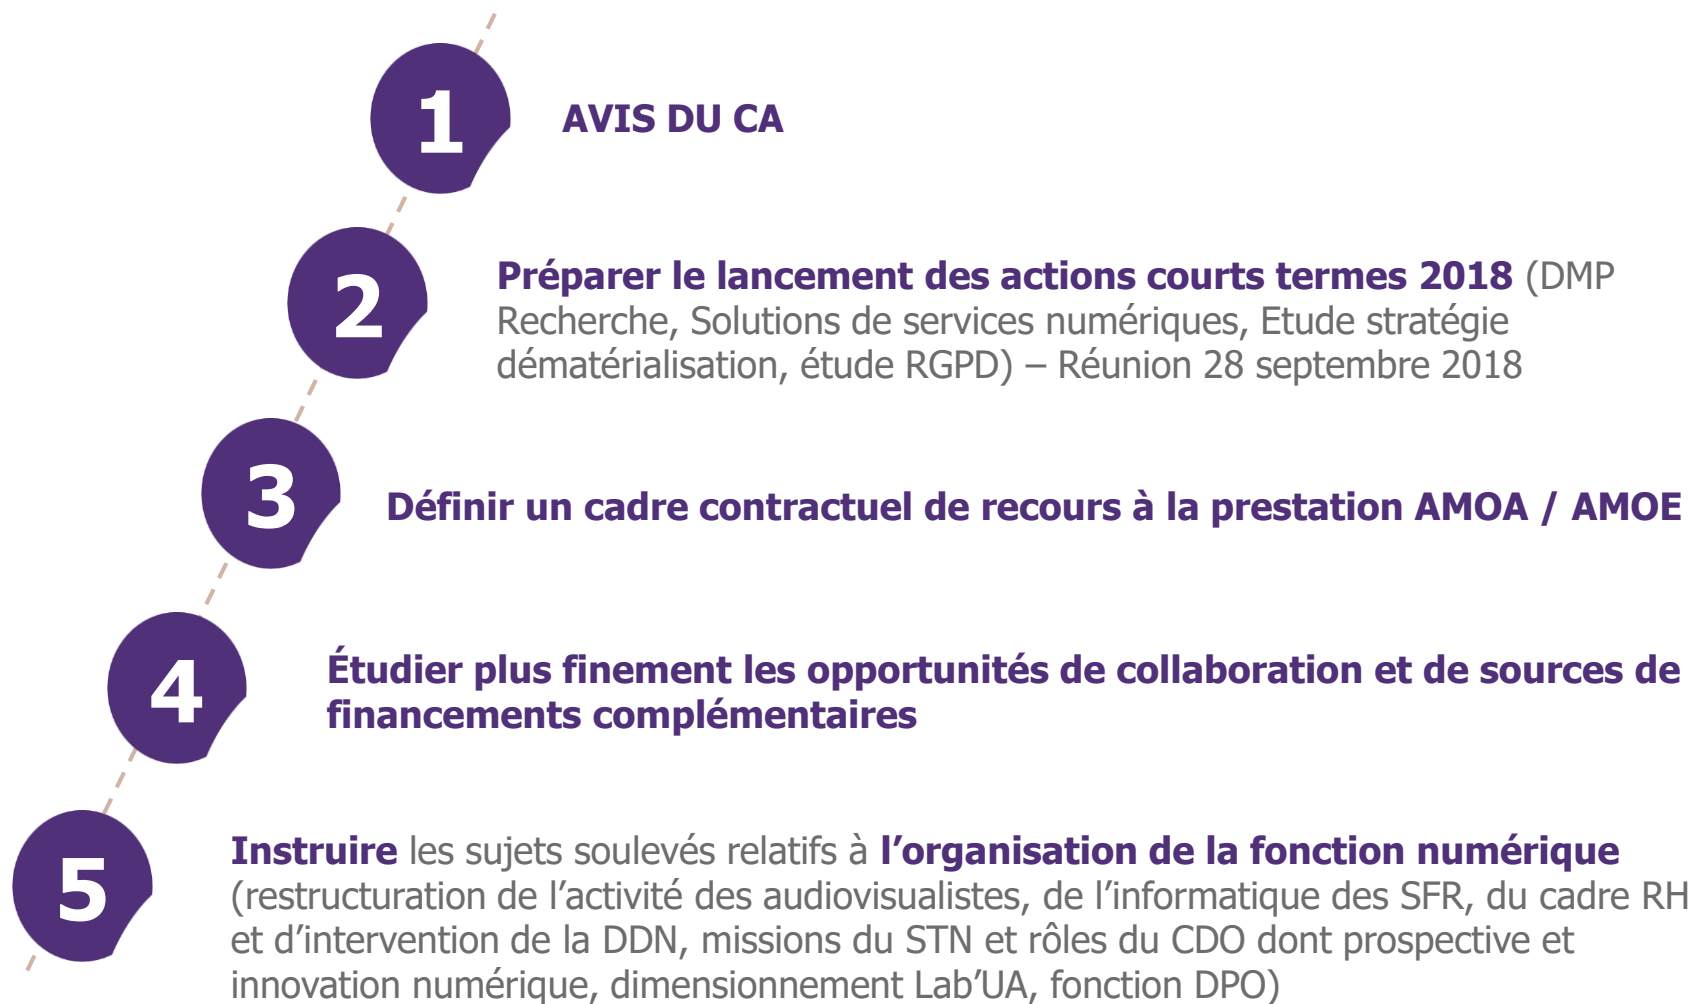 1
AVIS DU CA
2
Préparer le lancement des actions courts termes 2018 (DMP
Recherche, Solutions de services numériques, Etude stratégie
dématérialisation, étude RGPD) – Réunion 28 septembre 2018
3
Définir un cadre contractuel de recours à la prestation AMOA / AMOE
4
Étudier plus finement les opportunités de collaboration et de sources de
financements complémentaires
5
Instruire les sujets soulevés relatifs à l’organisation de la fonction numérique
(restructuration de l’activité des audiovisualistes, de l’informatique des SFR, du cadre RH
et d’intervention de la DDN, missions du STN et rôles du CDO dont prospective et
innovation numérique, dimensionnement Lab’UA, fonction DPO)